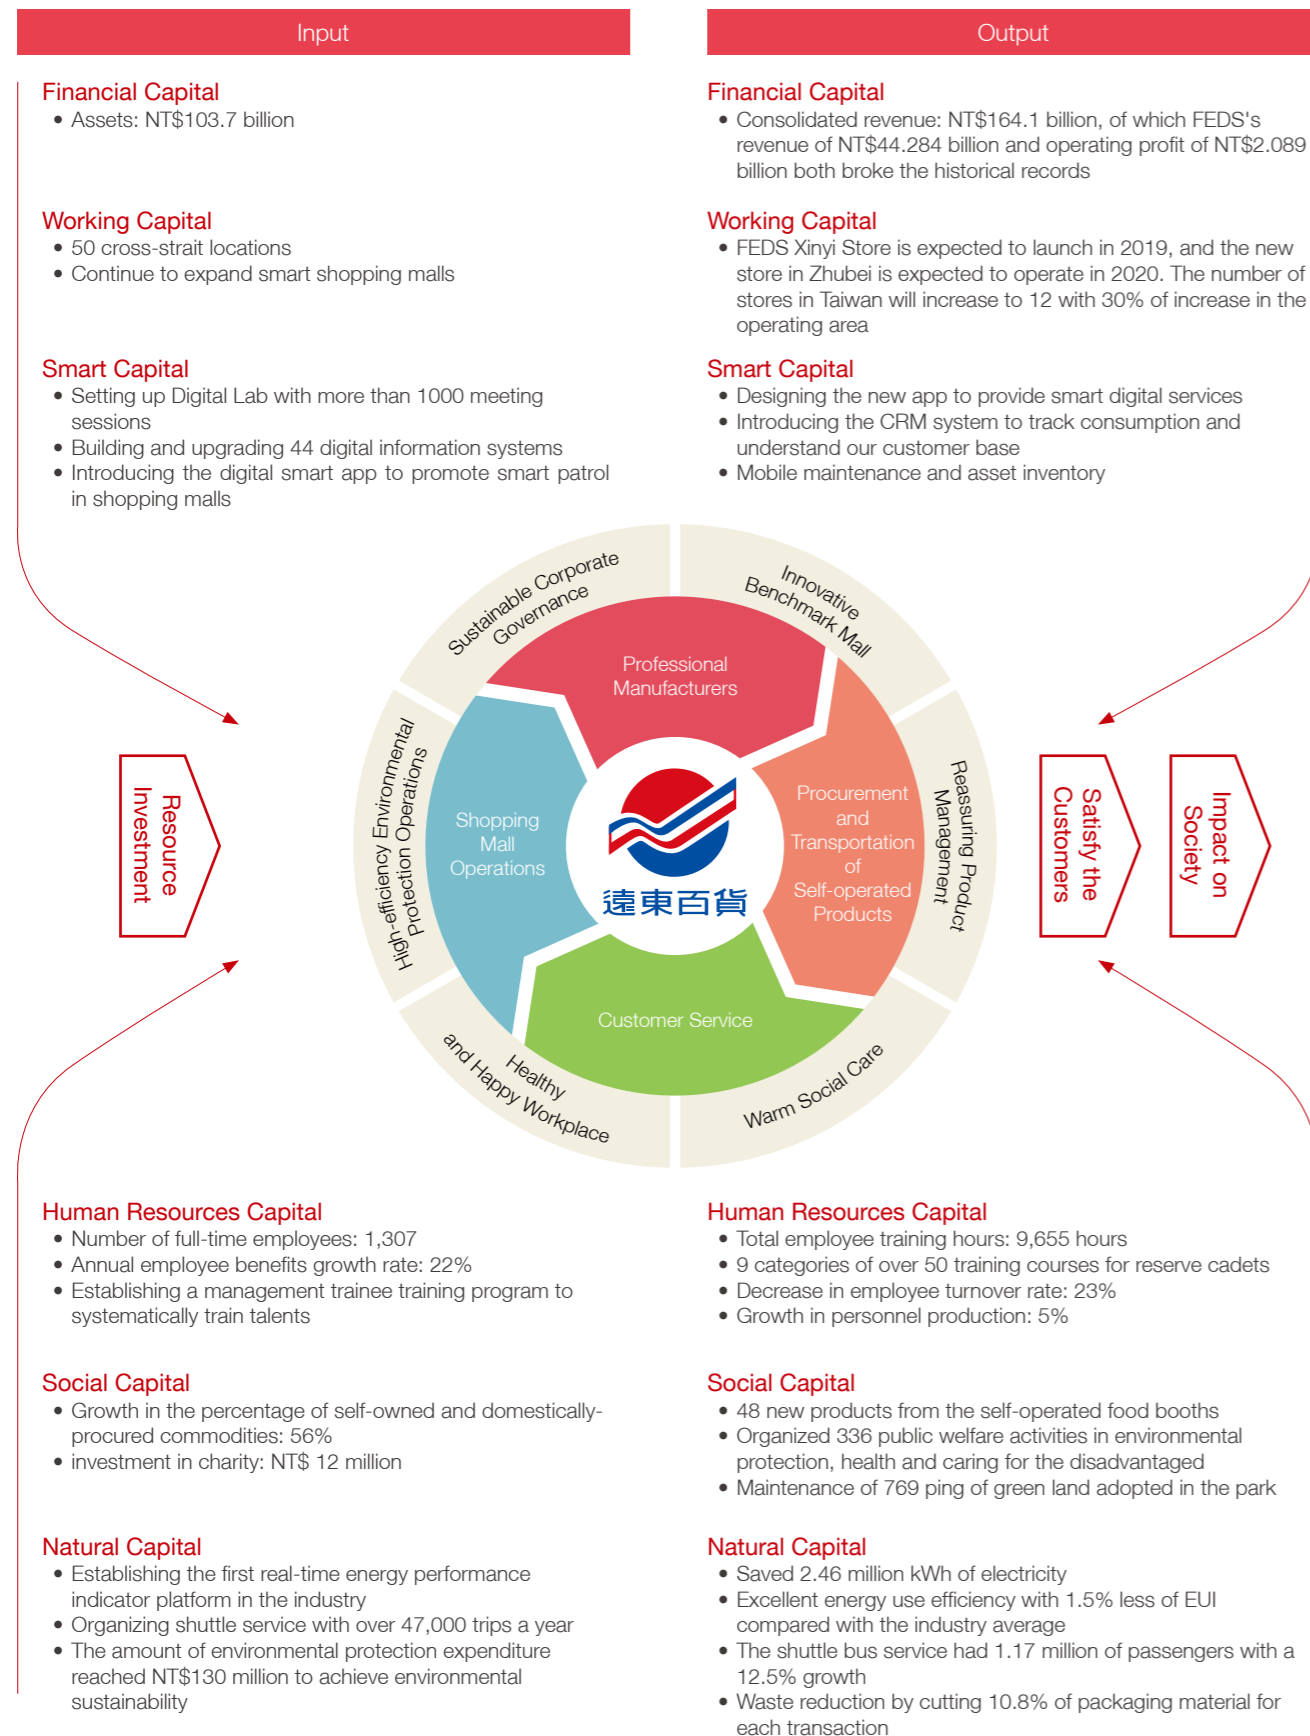 Input
Financial Capital
• Assets: NT$103.7 billion
Working Capital
• 50 cross-strait locations
• Continue to expand smart shopping malls
Smart Capital
• Setting up Digital Lab with more than 1000 meeting
sessions
• Building and upgrading 44 digital information systems
• Introducing the digital smart app to promote smart patrol
in shopping malls
Output
Financial Capital
• Consolidated revenue: NT$164.1 billion, of which FEDS's
revenue of NT$44.284 billion and operating profit of NT$2.089
billion both broke the historical records
Working Capital
• FEDS Xinyi Store is expected to launch in 2019, and the new
store in Zhubei is expected to operate in 2020. The number of
stores in Taiwan will increase to 12 with 30% of increase in the
operating area
Smart Capital
• Designing the new app to provide smart digital services
• Introducing the CRM system to track consumption and
understand our customer base
• Mobile maintenance and asset inventory
Resource
Investment
Sustainable Corporate
Governance
Innovative
Benchmark Mall
Reassuring Product
Management
Warm Social Care
Healthy
and Happy Workplace
High-efficiency Environmental
Protection Operations
Professional
Manufacturers
Procurement
and
Transportation
of
Self-operated
Products
Customer Service
Shopping
Mall
Operations
遠東百貨
Satisfy the
Customers
Impact on
Society
Human Resources Capital
• Number of full-time employees: 1,307
• Annual employee benefits growth rate: 22%
• Establishing a management trainee training program to
systematically train talents
Social Capital
• Growth in the percentage of self-owned and domestically-
procured commodities: 56%
• investment in charity: NT$ 12 million
Natural Capital
• Establishing the first real-time energy performance
indicator platform in the industry
• Organizing shuttle service with over 47,000 trips a year
• The amount of environmental protection expenditure
reached NT$130 million to achieve environmental
sustainability
Human Resources Capital
• Total employee training hours: 9,655 hours
• 9 categories of over 50 training courses for reserve cadets
• Decrease in employee turnover rate: 23%
• Growth in personnel production: 5%
Social Capital
• 48 new products from the self-operated food booths
• Organized 336 public welfare activities in environmental
protection, health and caring for the disadvantaged
• Maintenance of 769 ping of green land adopted in the park
Natural Capital
• Saved 2.46 million kWh of electricity
• Excellent energy use efficiency with 1.5% less of EUI
compared with the industry average
• The shuttle bus service had 1.17 million of passengers with a
12.5% growth
• Waste reduction by cutting 10.8% of packaging material for
each transaction